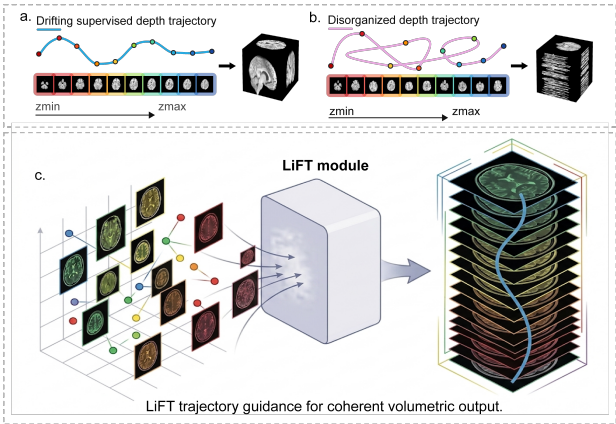 a.
Drifting supervised depth trajectory
zmin
zmax
b.
Disorganized depth trajectory
zmin
zmax
c.
LiFT module
LiFT trajectory guidance for coherent volumetric output.